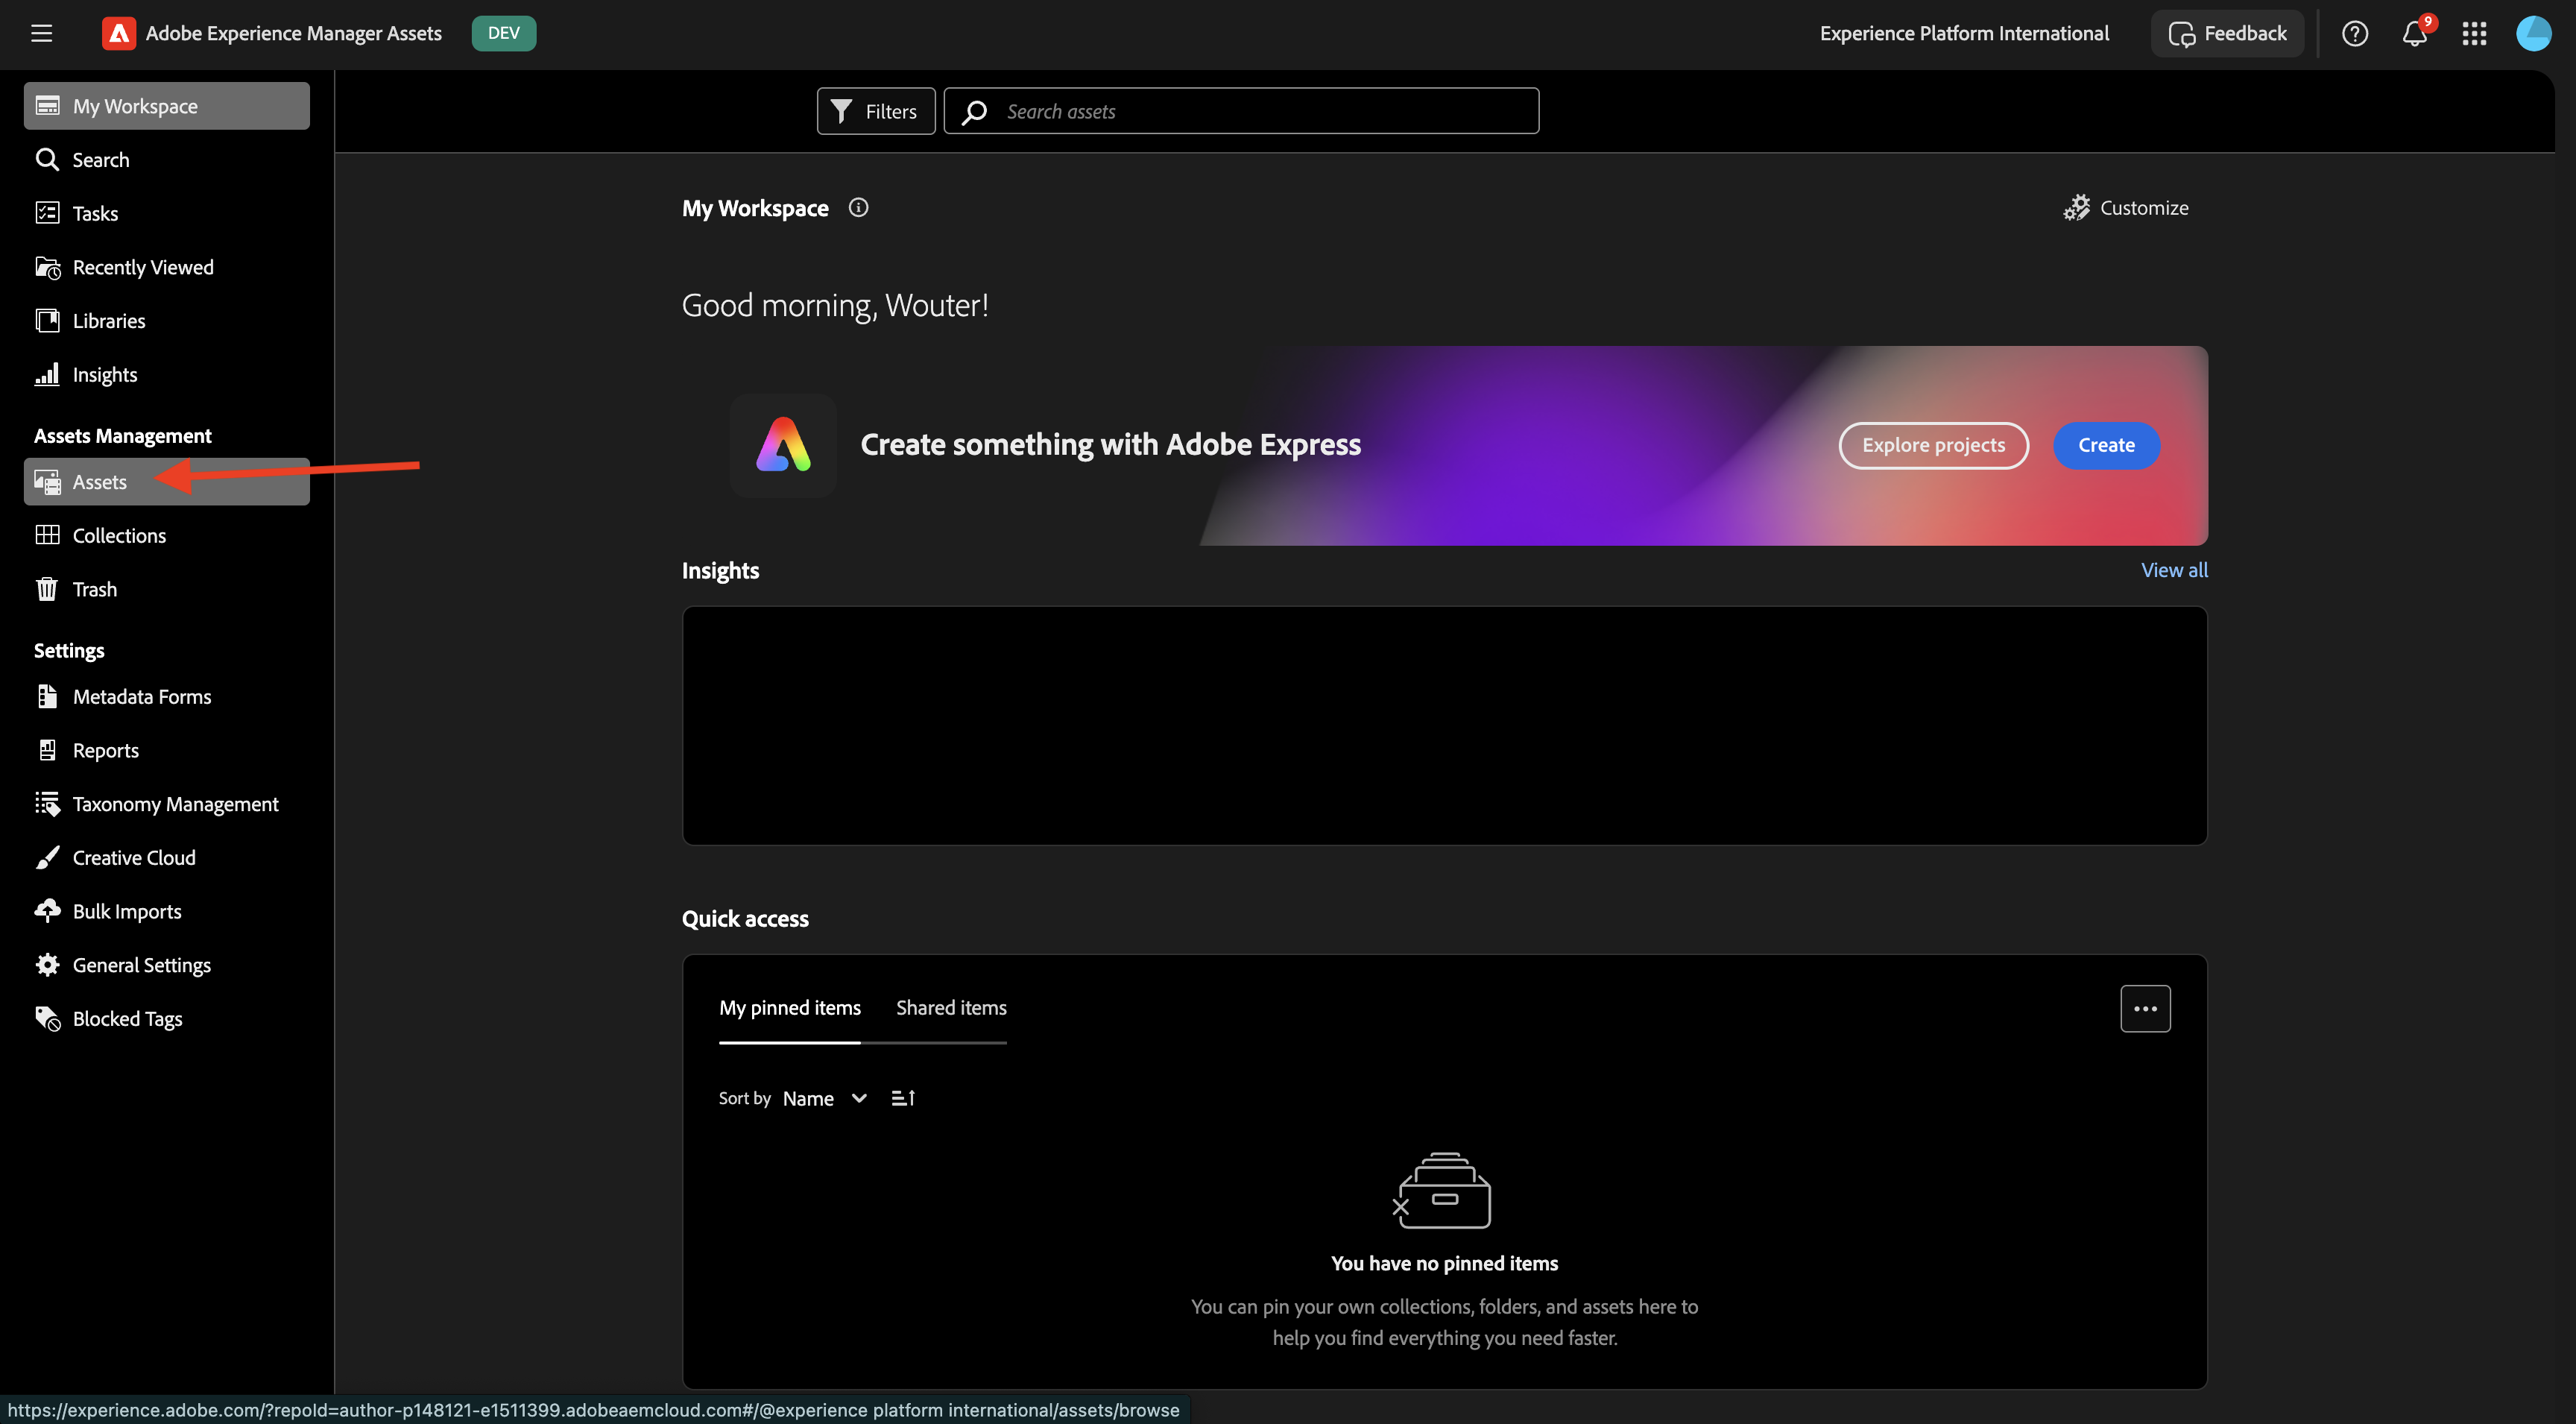 Adobe Experience Manager Assets
DEV
Experience Platform International
Feedback
9
My Workspace
Search
Tasks
Recently Viewed
Libraries
Insights
Assets Management
Assets
Collections
Trash
Settings
Metadata Forms
Reports
Taxonomy Management
Creative Cloud
Bulk Imports
General Settings
Blocked Tags
Filters
Search assets
My Workspace
Customize
Good morning, Wouter!
Create something with Adobe Express
Explore projects
Create
Insights
View all
Quick access
My pinned items
Shared items
Sort by Name
You have no pinned items
You can pin your own collections, folders, and assets here to
help you find everything you need faster.
https://experience.adobe.com/?repoId=author-p148121-e1511399.adobeaemcloud.com#/@experience platform international/assets/browse